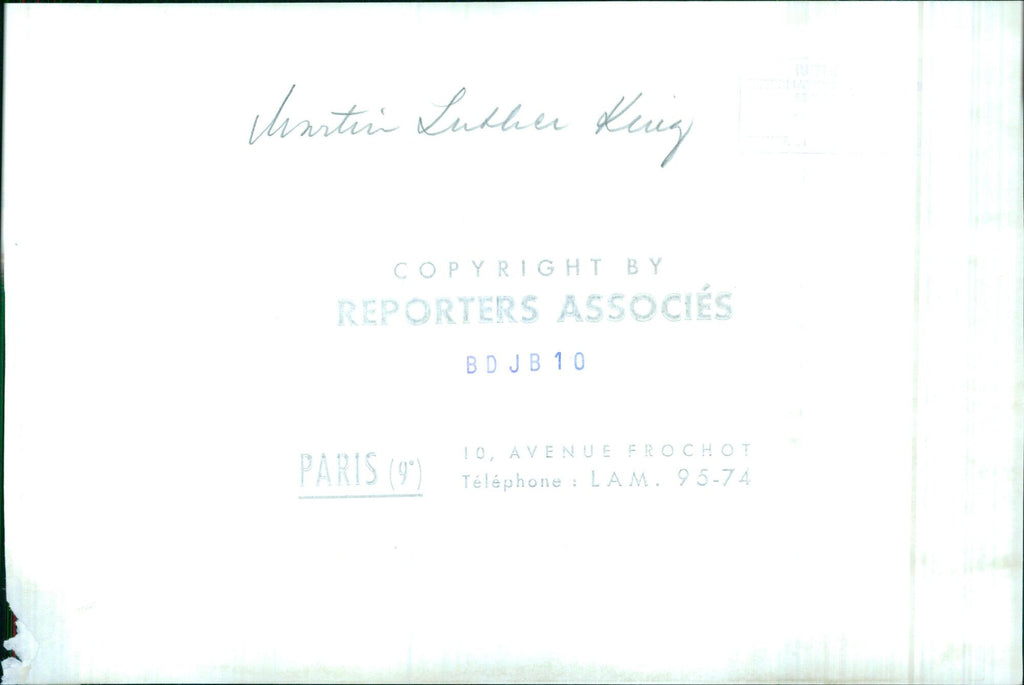 Martin Luther King
COPYRIGHT BY
REPORTERS ASSOCIÉS
BDJB10
PARIS (9e)
10, AVENUE FROCHOT
Téléphone : LAM. 95-74